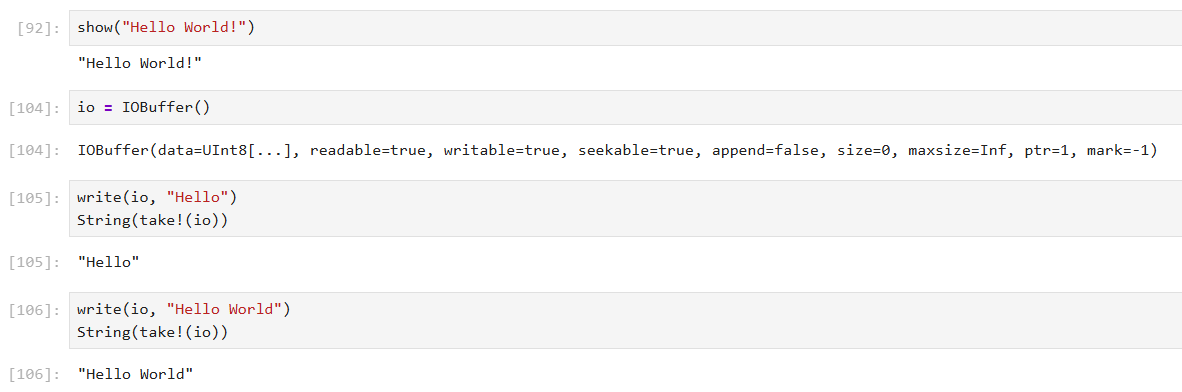 [92]: show("Hello World!")
"Hello World!"
[104]: io = IOBuffer()
[104]: IOBuffer(data=UInt8[...], readable=true, writable=true, seekable=true, append=false, size=0, maxsize=Inf, ptr=1, mark=-1)
[105]: write(io, "Hello")
String(take!(io))
[105]: "Hello"
[106]: write(io, "Hello World")
String(take!(io))
[106]: "Hello World"